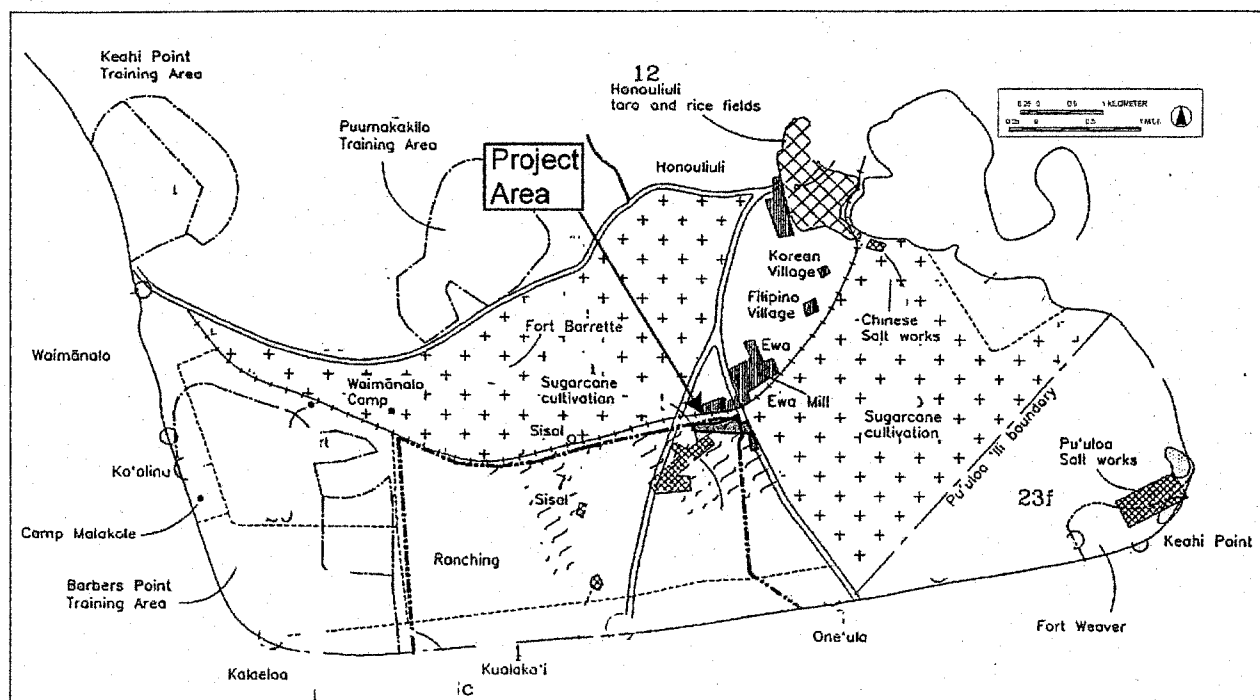 Keahi Point
Training Area
12
Honouliuli
taro and rice fields
Puumakakilo
Training Area
Project
Area
Honouliuli
1 KILOMETER
Korean
Village
Filipino
Village
Fort Barrette
Chinese
Salt works
Ewa
Waimānalo
Waimānalo
Camp
Sugarcane
cultivation
Ewa Mill
Sugarcane
cultivation
Pu'uloa 'Ili boundary
Sisal
Pu'uloa
Salt works
Ko'olina
Sisal
23f
Camp Malakole
Keahi Point
Ranching
Barbers Point
Training Area
One'ula
Fort Weaver
Kalaeloa
Kualaka'i